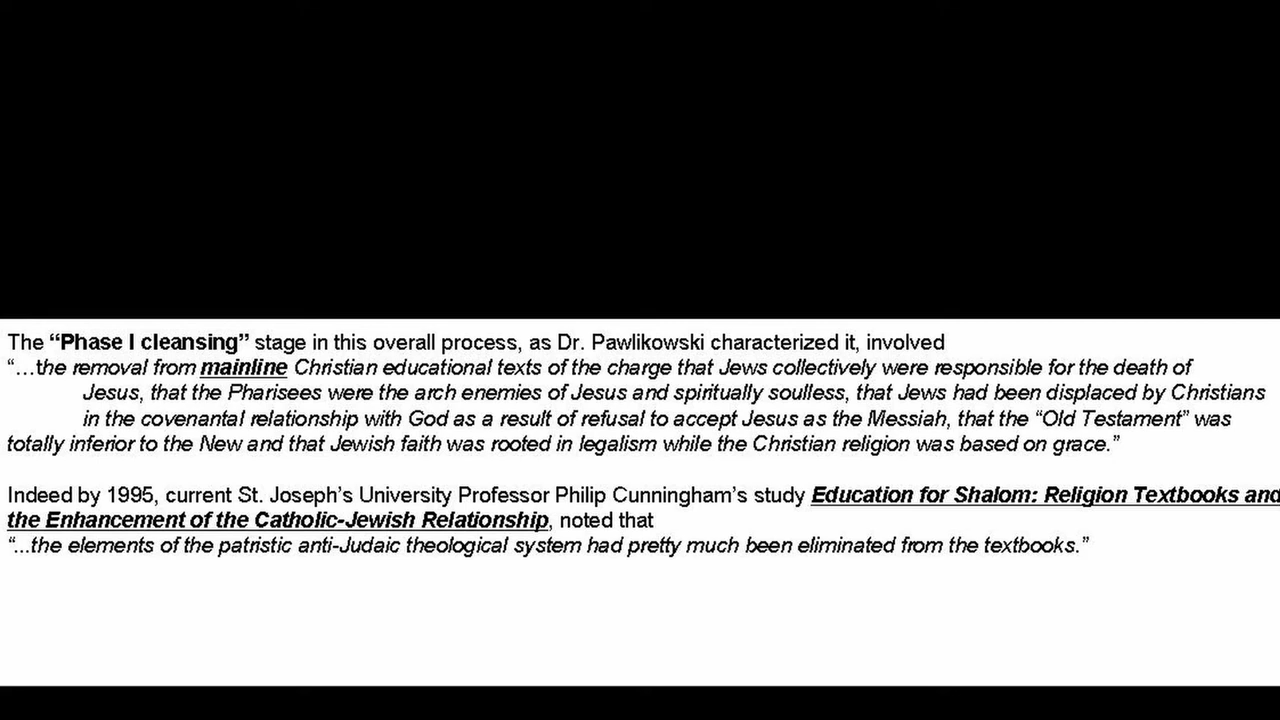 The “Phase I cleansing” stage in this overall process, as Dr. Pawlikowski characterized it, involved
“…the removal from mainline Christian educational texts of the charge that Jews collectively were responsible for the death of
Jesus, that the Pharisees were the arch enemies of Jesus and spiritually soulless, that Jews had been displaced by Christians
in the covenantal relationship with God as a result of refusal to accept Jesus as the Messiah, that the “Old Testament” was
totally inferior to the New and that Jewish faith was rooted in legalism while the Christian religion was based on grace.”
Indeed by 1995, current St. Joseph’s University Professor Philip Cunningham’s study Education for Shalom: Religion Textbooks and
the Enhancement of the Catholic-Jewish Relationship, noted that
“...the elements of the patristic anti-Judaic theological system had pretty much been eliminated from the textbooks.”